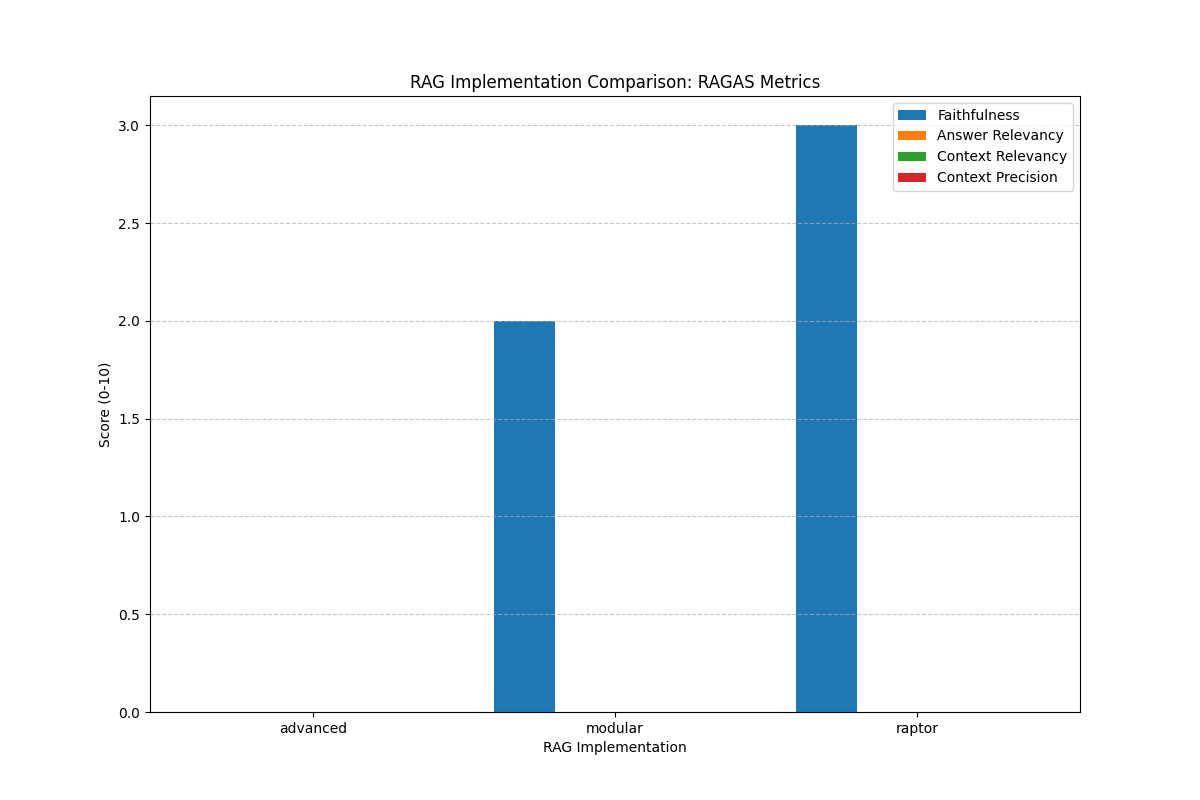 RAG Implementation Comparison: RAGAS Metrics
Faithfulness
Answer Relevancy
Context Relevancy
Context Precision
Score (0-10)
3.0
2.5
2.0
1.5
1.0
0.5
0.0
advanced
modular
raptor
RAG Implementation